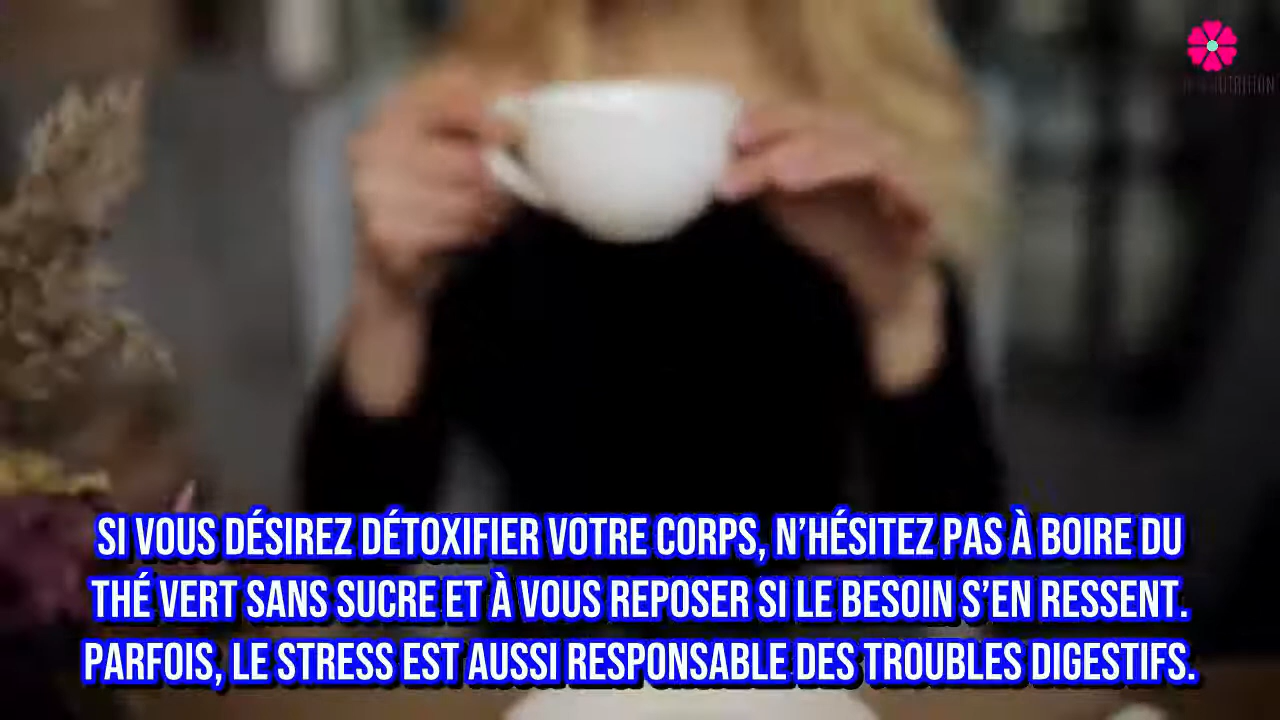 SI VOUS DÉSIREZ DÉTOXIFIER VOTRE CORPS, N’HÉSITEZ PAS À BOIRE DU
THÉ VERT SANS SUCRE ET À VOUS REPOSER SI LE BESOIN S’EN RESSENT.
PARFOIS, LE STRESS EST AUSSI RESPONSABLE DES TROUBLES DIGESTIFS.